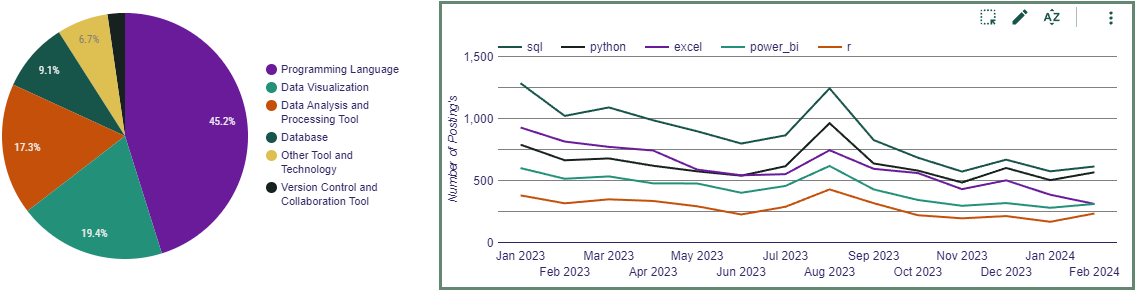 6.7%
9.1%
45.2%
17.3%
19.4%
Programming Language
Data Visualization
Data Analysis and
Processing Tool
Database
Other Tool and
Technology
Version Control and
Collaboration Tool
AZ
sql python excel power_bi r
Number of Posting's
1,500
1,000
500
0
Jan 2023 Mar 2023 May 2023 Jul 2023 Sep 2023 Nov 2023 Jan 2024
Feb 2023 Apr 2023 Jun 2023 Aug 2023 Oct 2023 Dec 2023 Feb 2024